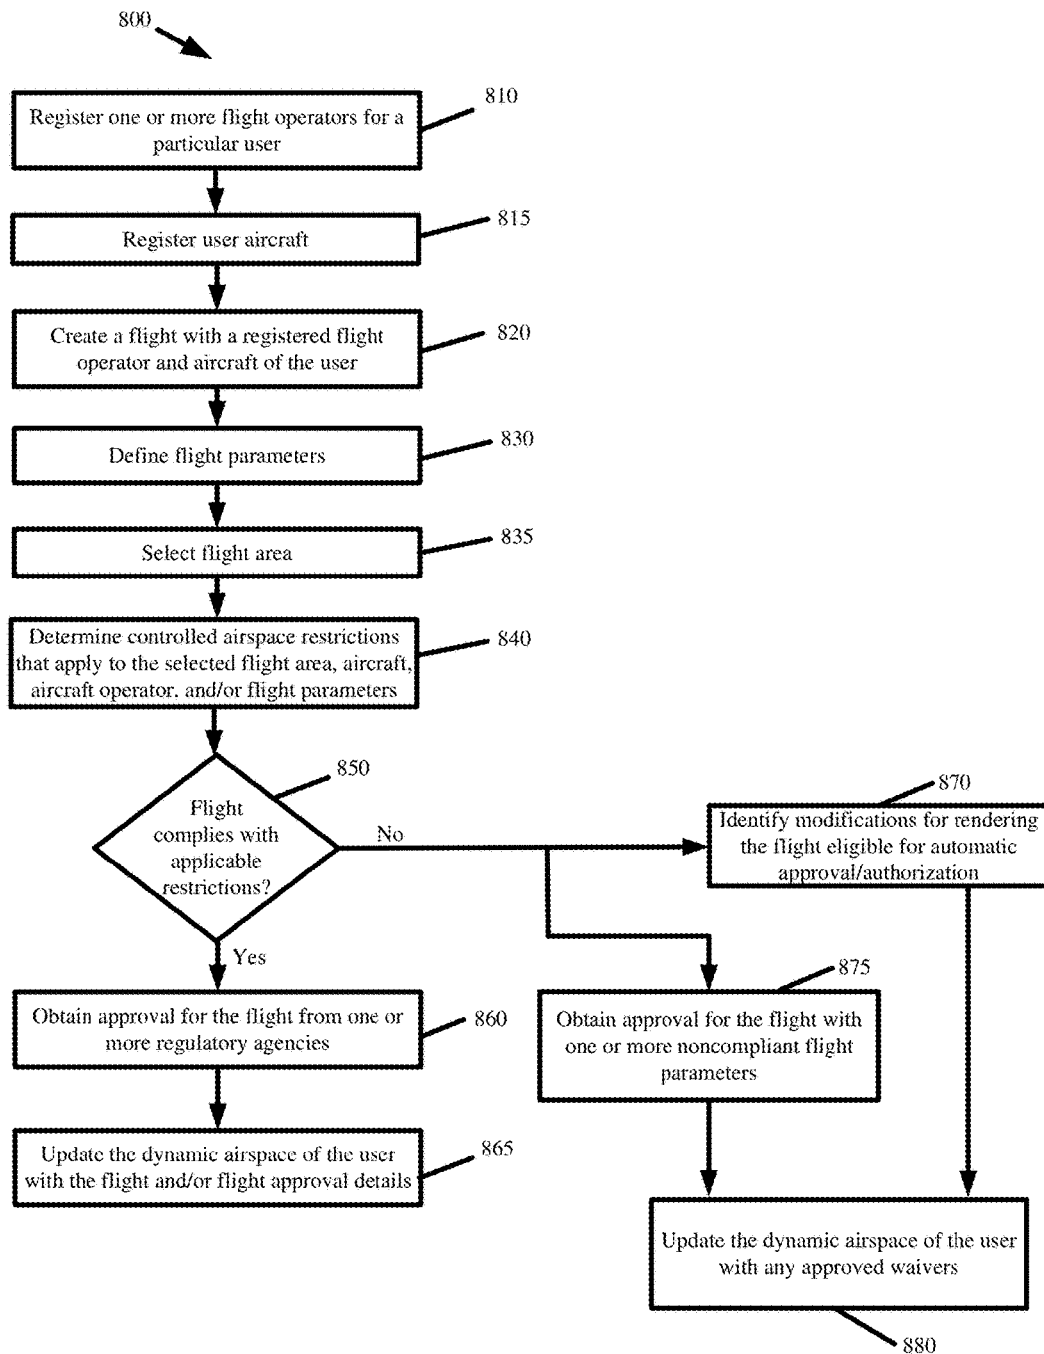 800
810
Register one or more flight operators for a
particular user
815
Register user aircraft
820
Create a flight with a registered flight
operator and aircraft of the user
830
Define flight parameters
835
Select flight area
840
Determine controlled airspace restrictions
that apply to the selected flight area, aircraft,
aircraft operator. and/or flight parameters
850
Flight
complies with
applicable
restrictions?
No
Yes
870
Identify modifications for rendering
the flight eligible for automatic
approval/authorization
860
Obtain approval for the flight from one or
more regulatory agencies
875
Obtain approval for the flight with
one or more noncompliant flight
parameters
865
Update the dynamic airspace of the user
with the flight and/or flight approval details
Update the dynamic airspace of the user
with any approved waivers
880